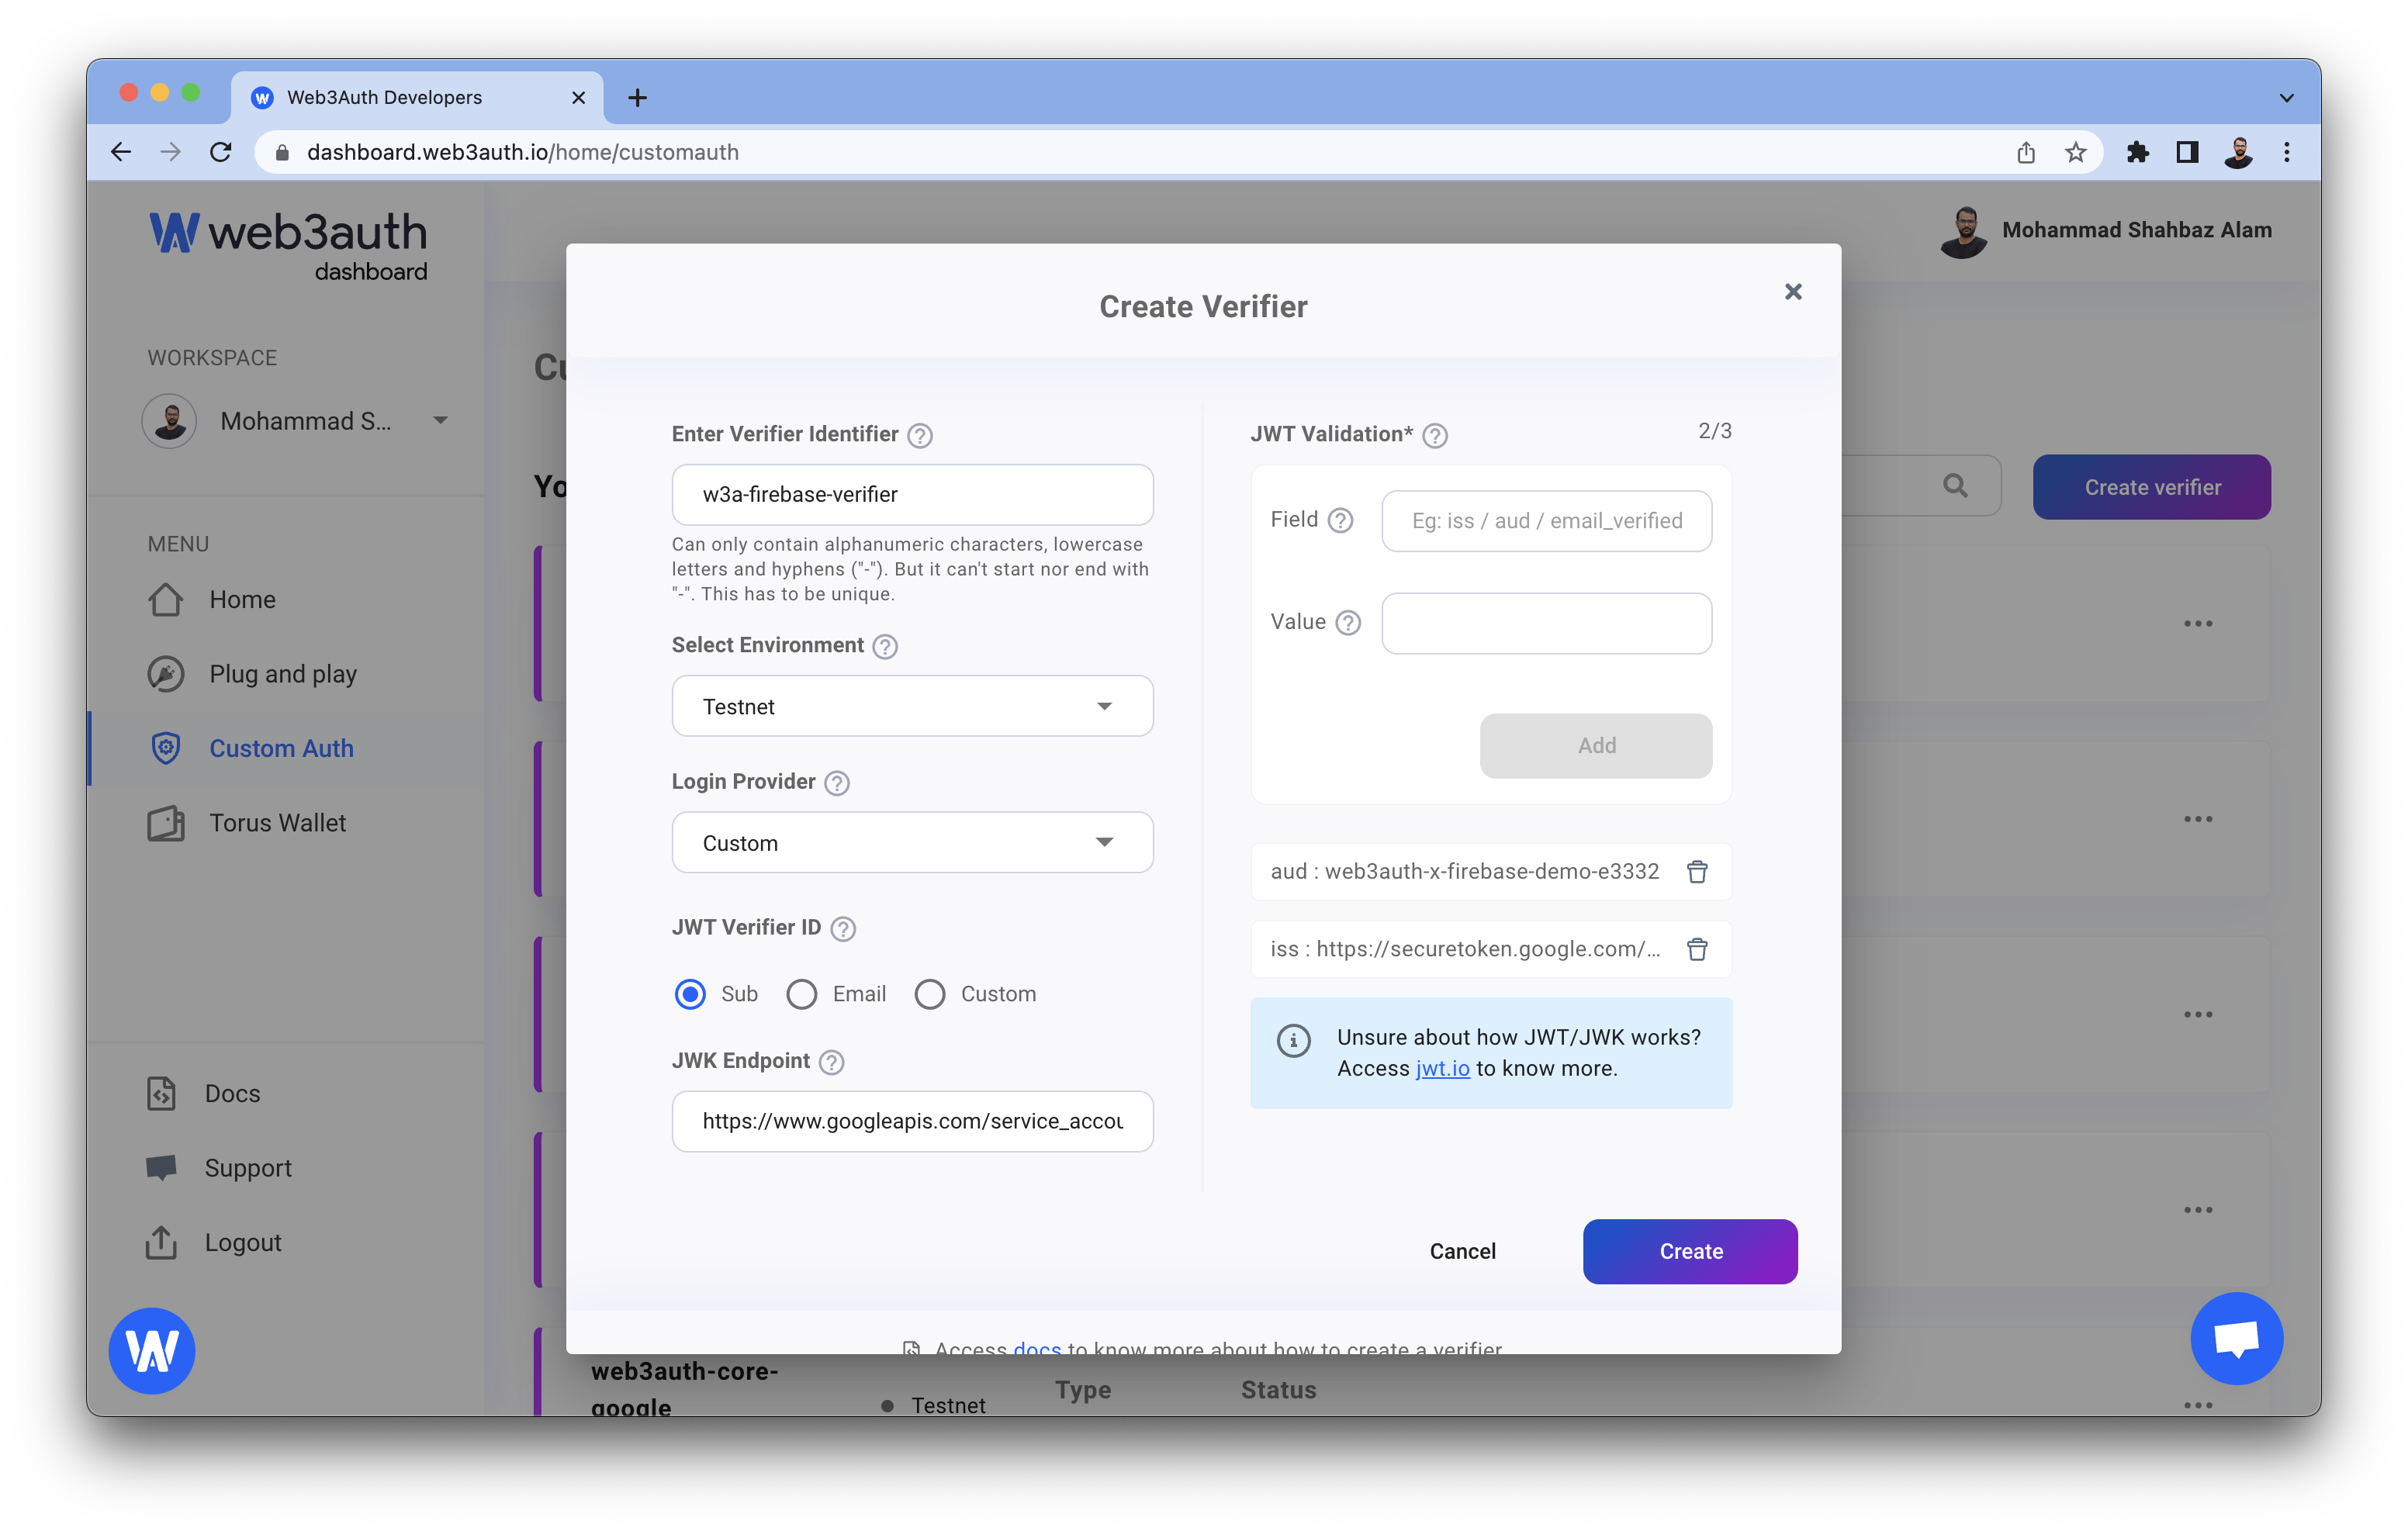 Web3Auth Developers
dashboard.web3auth.io/home/customauth
web3auth
dashboard
Mohammad Shahbaz Alam
WORKSPACE
Mohammad S...
MENU
Home
Plug and play
Custom Auth
Torus Wallet
Docs
Support
Logout
Create verifier
Create Verifier
Enter Verifier Identifier
w3a-firebase-verifier
Can only contain alphanumeric characters, lowercase
letters and hyphens ("-"). But it can't start nor end with
"-". This has to be unique.
Select Environment
Testnet
Login Provider
Custom
JWT Verifier ID
Sub Email Custom
JWK Endpoint
https://www.googleapis.com/service_accou
JWT Validation* 2/3
Field Eg: iss / aud / email_verified
Value
Add
aud : web3auth-x-firebase-demo-e3332
iss : https://securetoken.google.com/...
Unsure about how JWT/JWK works?
Access jwt.io to know more.
Cancel Create
Access docs to know more about how to create a verifier
web3auth-core-
google
Testnet
Type
Status